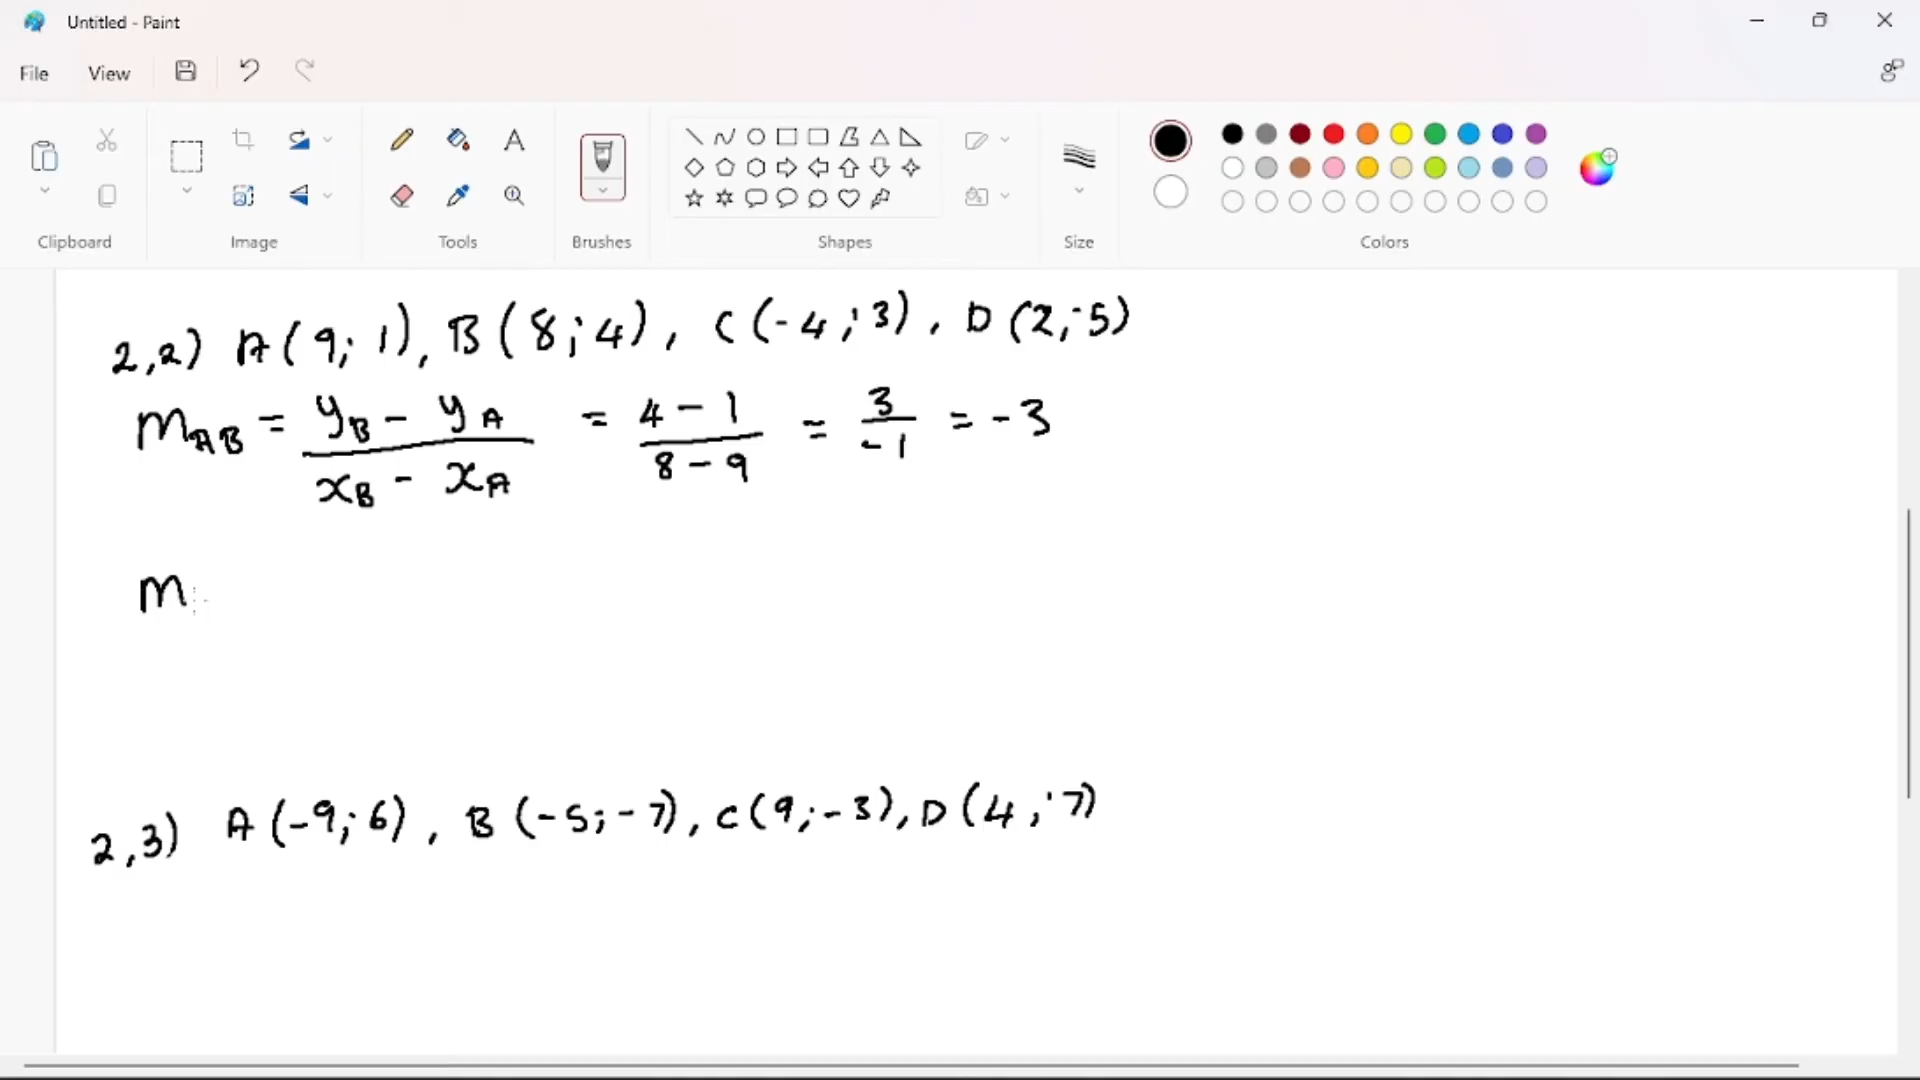 Untitled - Paint
File View
Clipboard Image Tools Brushes Shapes Size Colors
2,2) A(9; 1), B(8; 4), C(-4; 3), D(2;-5)
mAB = yB - yA / xB - xA = 4 - 1 / 8 - 9 = 3 / -1 = -3
m
2,3) A(-9; 6), B(-5; -7), C(9; -3), D(4; 7)